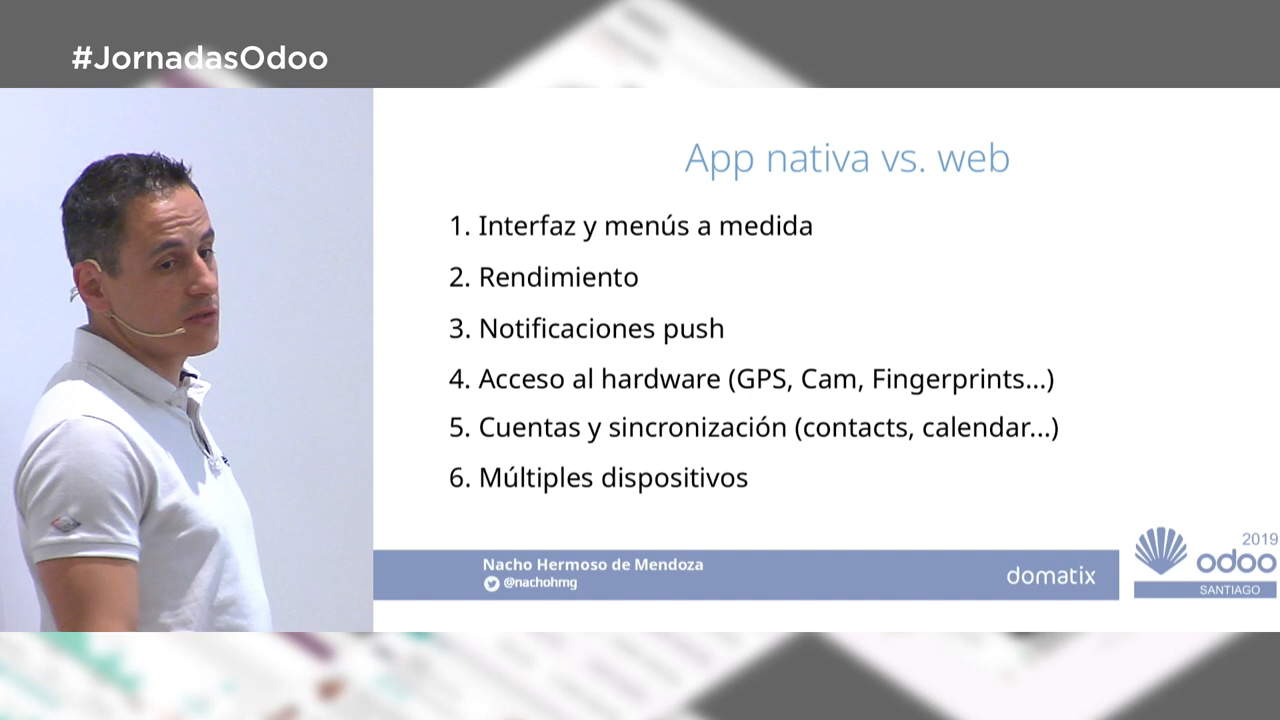 #JornadasOdoo
App nativa vs. web
1. Interfaz y menús a medida
2. Rendimiento
3. Notificaciones push
4. Acceso al hardware (GPS, Cam, Fingerprints...)
5. Cuentas y sincronización (contacts, calendar...)
6. Múltiples dispositivos
Nacho Hermoso de Mendoza
@nachohmg
domatix
2019
odoo
SANTIAGO